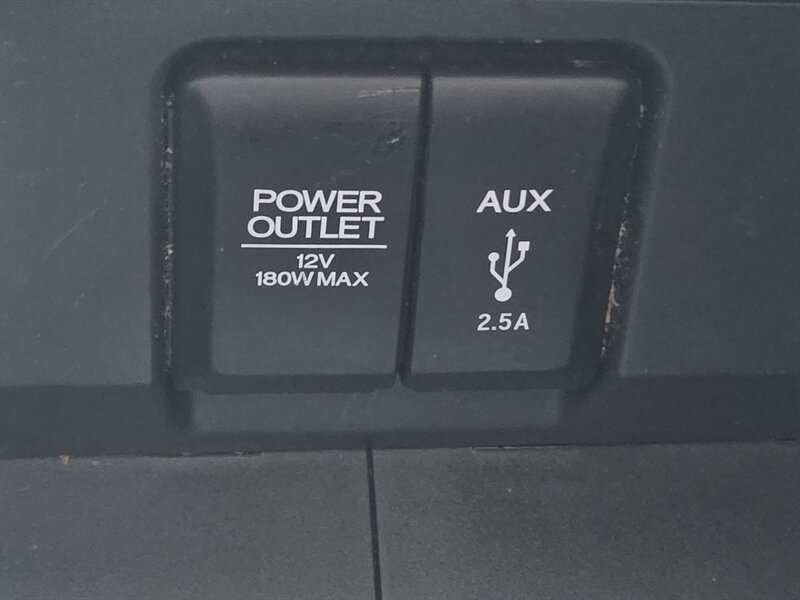 POWER
OUTLET
12V
180W MAX
AUX
2.5A